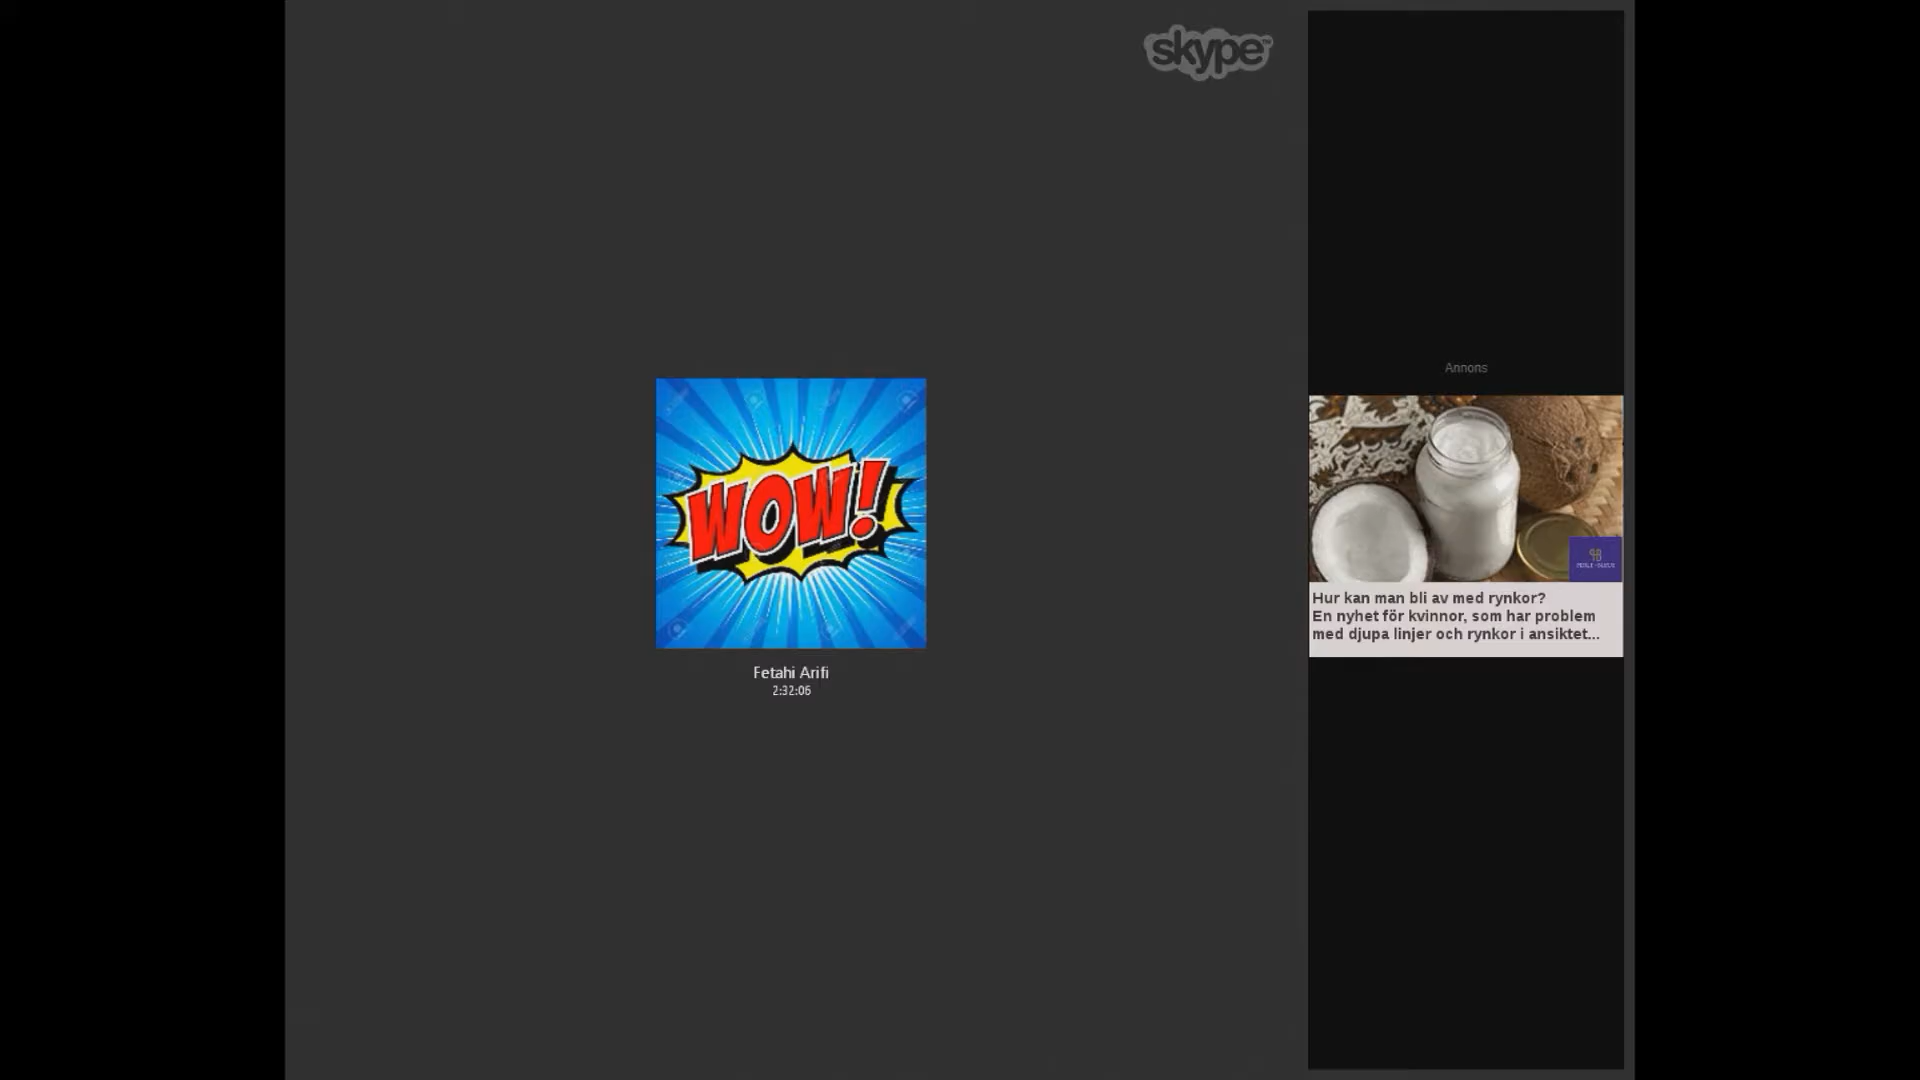 skype™
WOW!
Fetahi Arifi
2:32:06
Annons
Hur kan man bli av med rynkor?
En nyhet för kvinnor, som har problem
med djupa linjer och rynkor i ansiktet...